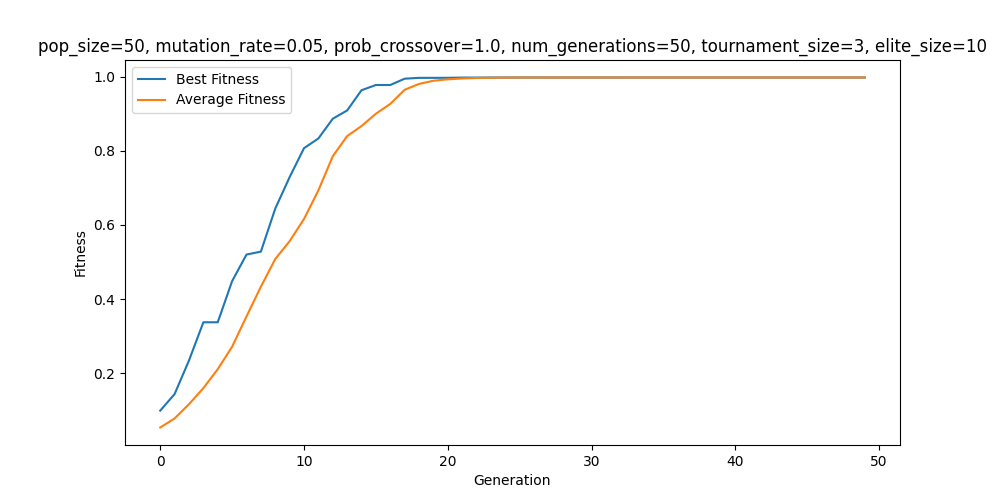 pop_size=50, mutation_rate=0.05, prob_crossover=1.0, num_generations=50, tournament_size=3, elite_size=10
Best Fitness
Average Fitness
1.0
0.8
0.6
0.4
0.2
Fitness
0 10 20 30 40 50
Generation